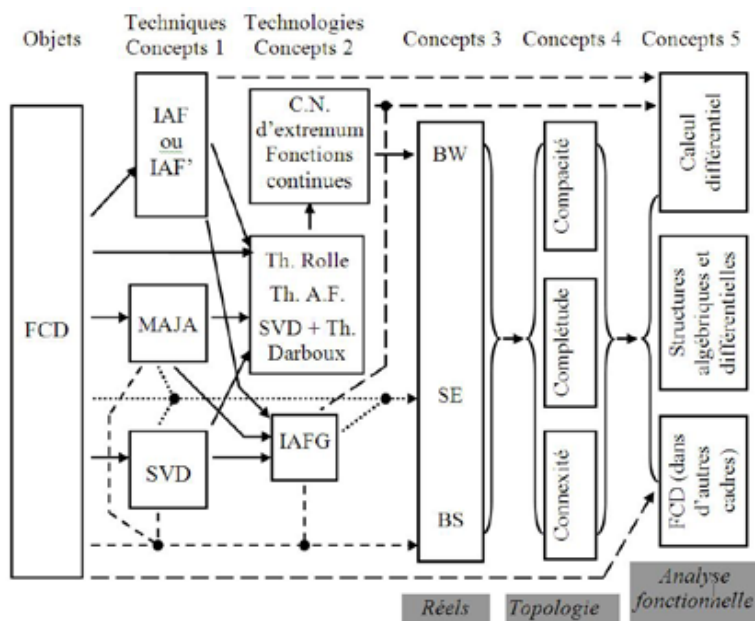 Objets
Techniques
Concepts 1
Technologies
Concepts 2
Concepts 3
Concepts 4
Concepts 5
FCD
IAF
ou
IAF'
MAJA
SVD
C.N.
d'extremum
Fonctions
continues
Th. Rolle
Th. A.F.
SVD + Th.
Darboux
IAFG
BW
SE
BS
Compacité
Complétude
Connexité
Calcul
différentiel
Structures
algébriques et
différentielles
FCD (dans
d'autres
cadres)
Réels
Topologie
Analyse
fonctionnelle